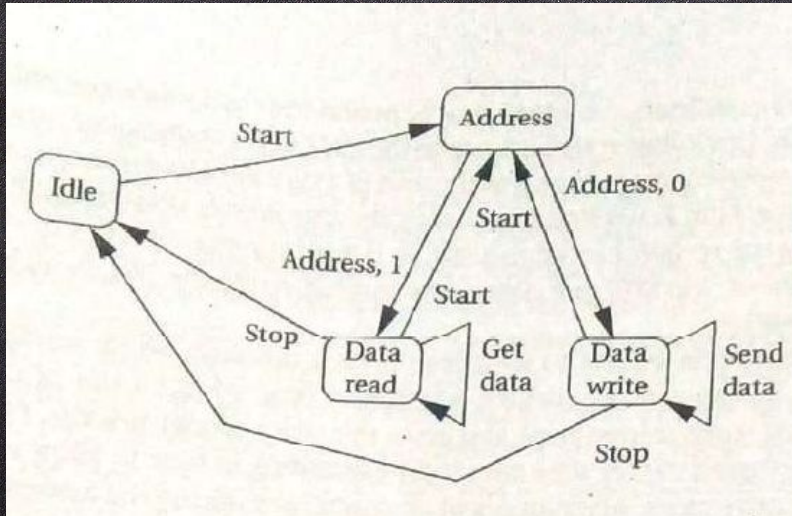 Address
Start
Idle
Address, 0
Start
Address, 1
Start
Stop
Data
read
Get
data
Data
write
Send
data
Stop